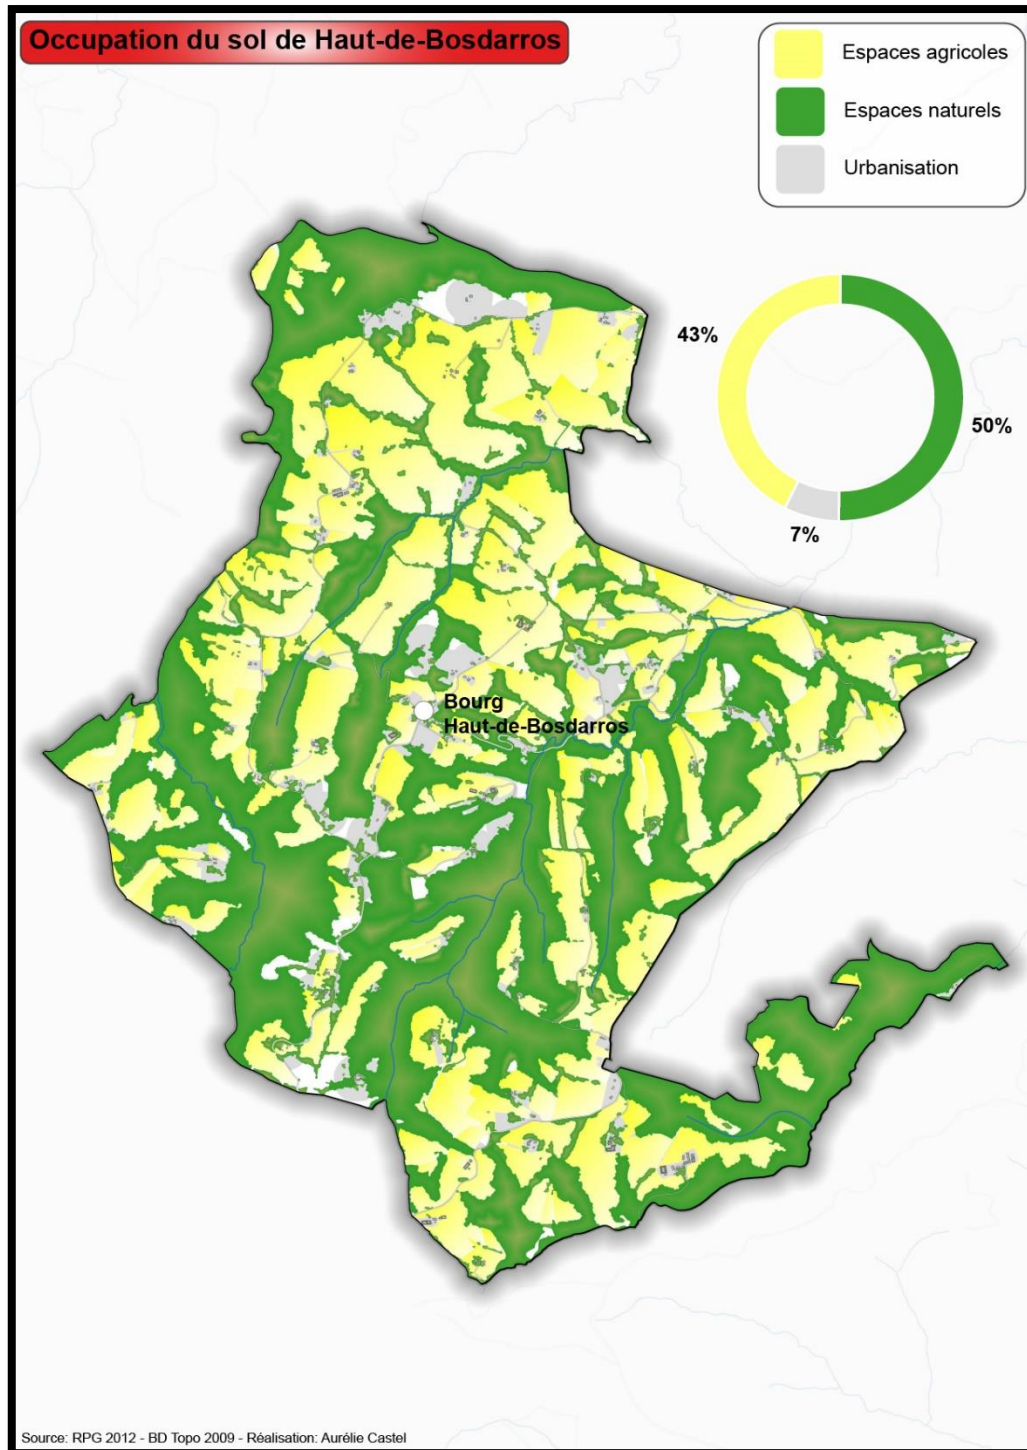 Occupation du sol de Haut-de-Bosdarros
Espaces agricoles
Espaces naturels
Urbanisation
43%
50%
7%
Bourg
Haut-de-Bosdarros
Source: RPG 2012 - BD Topo 2009 - Réalisation: Aurélie Castel